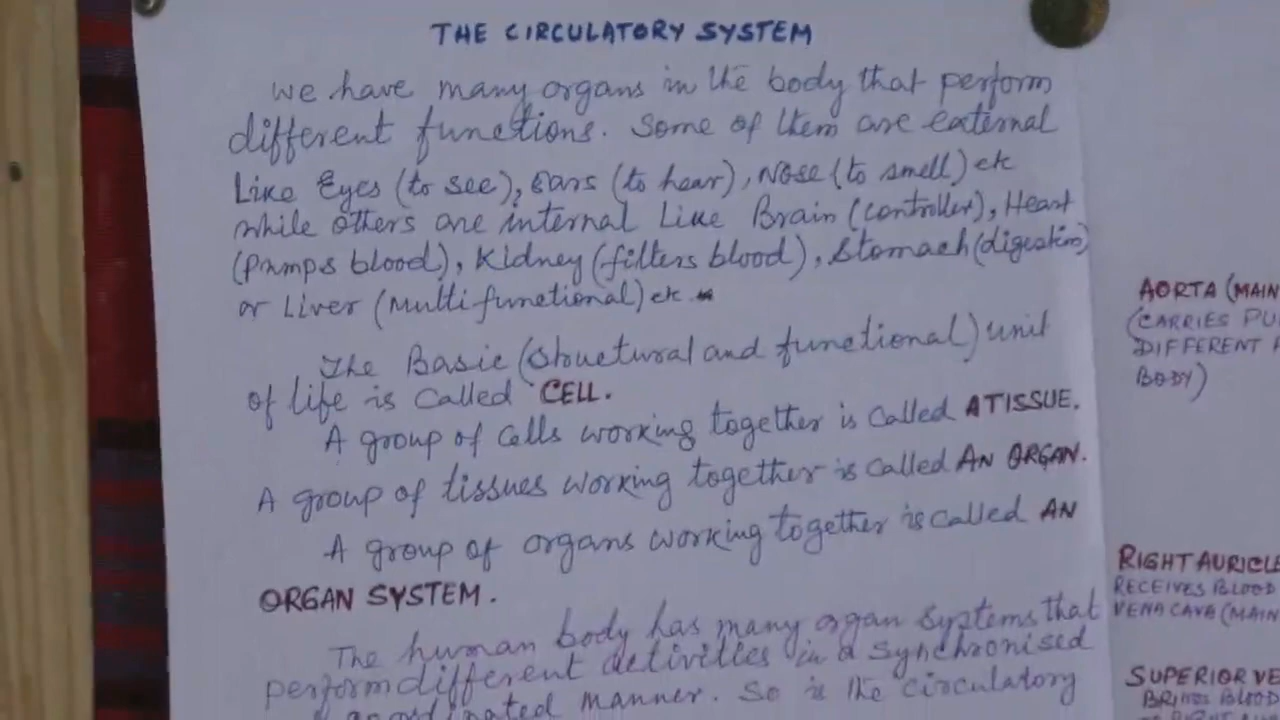 THE CIRCULATORY SYSTEM
We have many organs in the body that perform
different functions. Some of them are external
Like Eyes (to see), Ears (to hear), Nose (to smell) etc
while others are internal Like Brain (controller), Heart
(Pumps blood), Kidney (filters blood), Stomach (digestion)
or Liver (Multi functional) etc
The Basic (structural and functional) unit
of life is called CELL.
A group of Cells working together is called A TISSUE.
A group of tissues working together is called AN ORGAN.
A group of organs working together is called AN
ORGAN SYSTEM.
The human body has many organ systems that
perform different activities in a synchronised
manner. So is the circulatory
AORTA (MAIN
(CARRIES PU
DIFFERENT
BODY)
RIGHT AURICLE
RECEIVES BLOOD
VENA CAVA (MAIN
SUPERIOR VE
BRINGS BLOOD